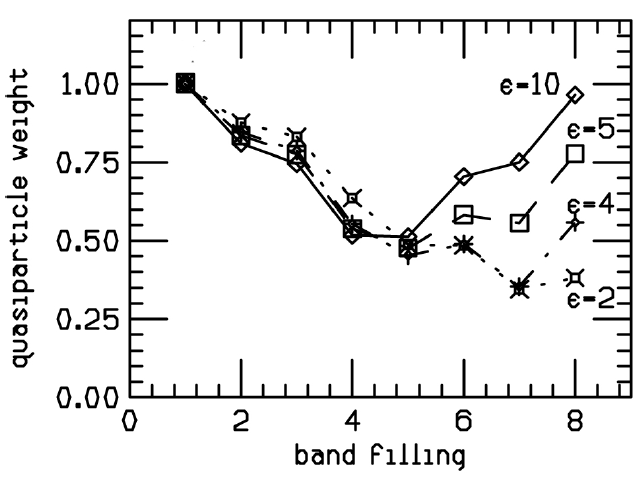 quasiparticle weight
1.00
0.75
0.50
0.25
0.00
0 2 4 6 8
band filling
ϵ=10
ϵ=5
ϵ=4
ϵ=2